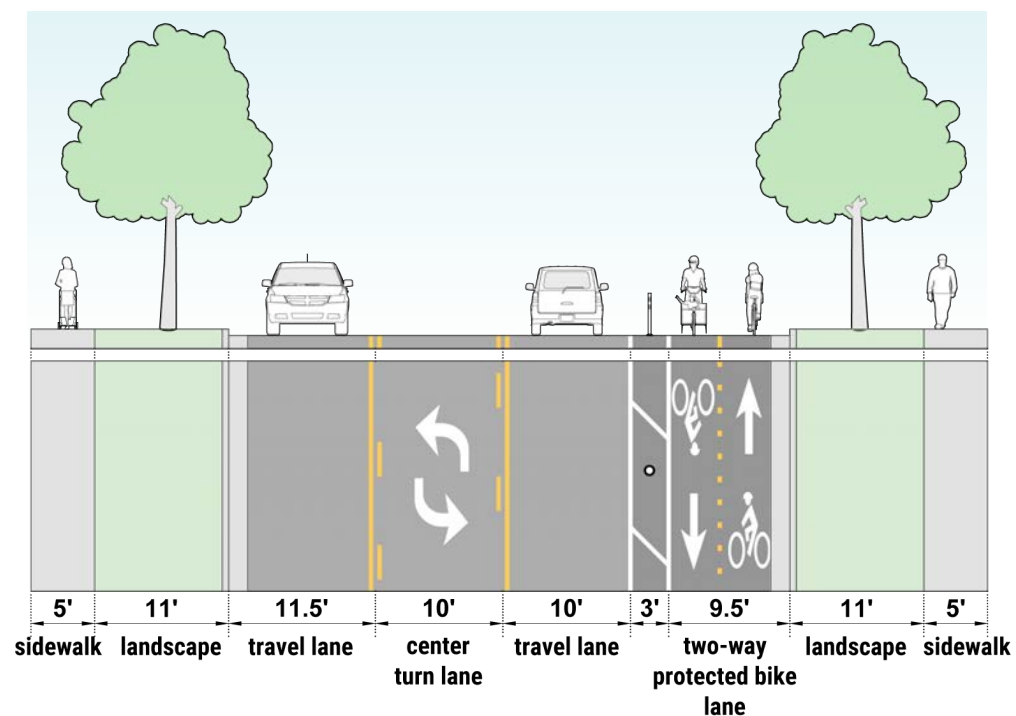 5' 11' 11.5' 10' 10' 3' 9.5' 11' 5'
sidewalk landscape travel lane center travel lane two-way landscape sidewalk
turn lane protected bike
lane